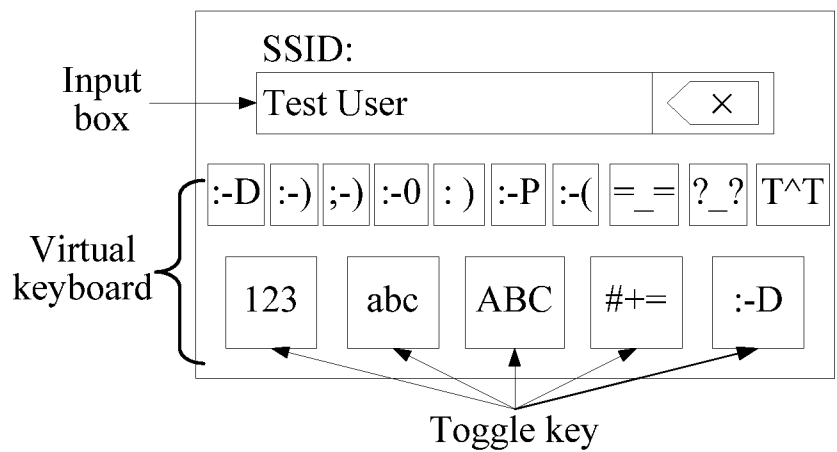 SSID:
Input
box
Test User
×
:-D :-) ;-) :-0 : ) :-P :-( =_= ?_? T^T
Virtual
keyboard
123 abc ABC #+= :-D
Toggle key